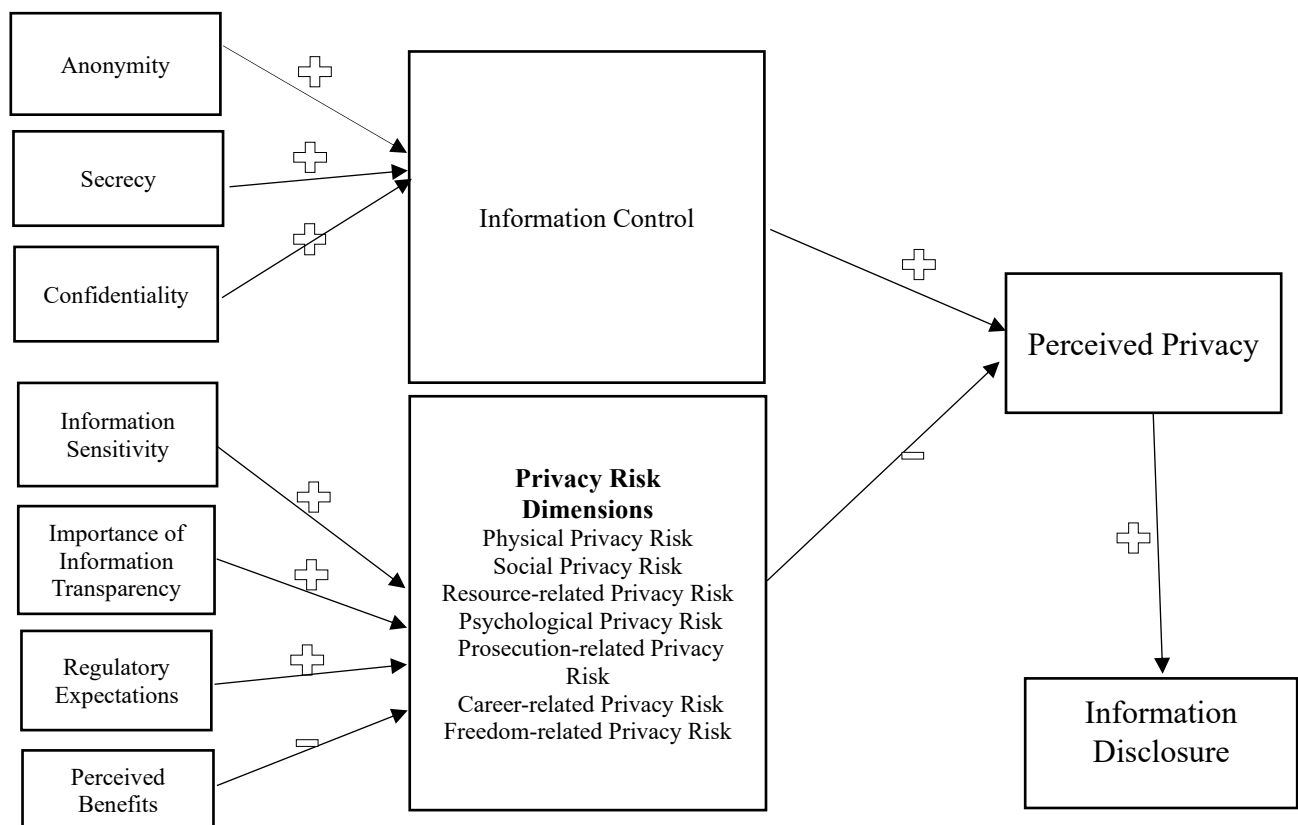 Anonymity
Secrecy
Confidentiality
Information
Sensitivity
Importance of
Information
Transparency
Regulatory
Expectations
Perceived
Benefits
Information Control
Privacy Risk
Dimensions
Physical Privacy Risk
Social Privacy Risk
Resource-related Privacy Risk
Psychological Privacy Risk
Prosecution-related Privacy
Risk
Career-related Privacy Risk
Freedom-related Privacy Risk
Perceived Privacy
Information
Disclosure